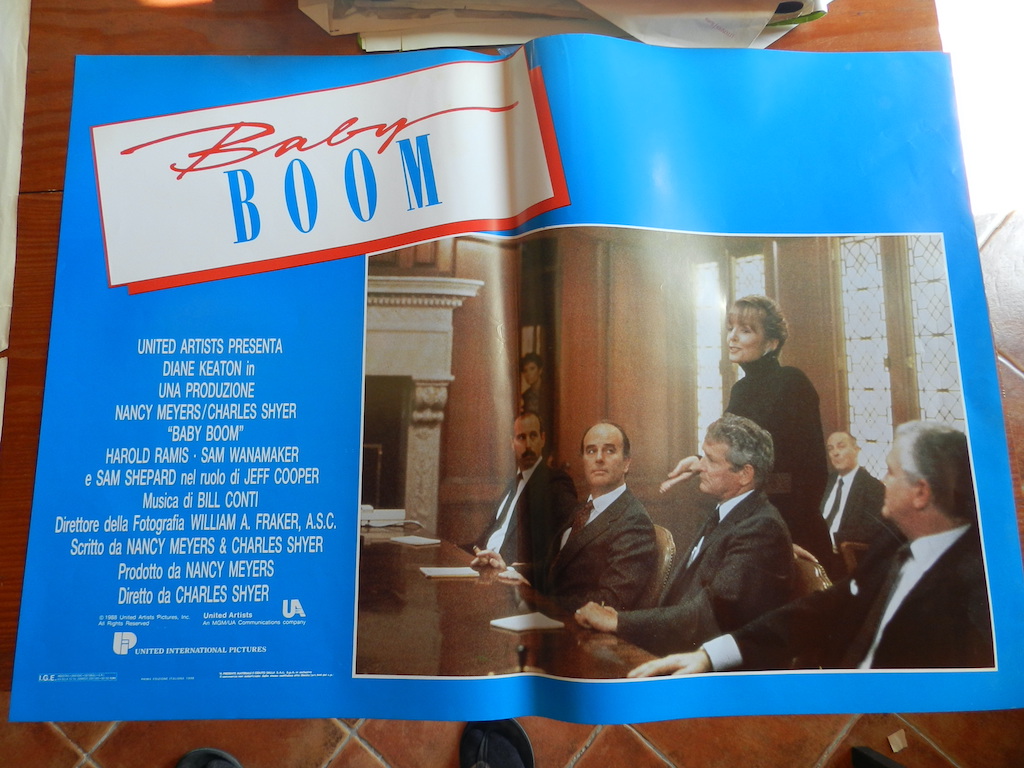 Baby
BOOM
UNITED ARTISTS PRESENTA
DIANE KEATON in
UNA PRODUZIONE
NANCY MEYERS/CHARLES SHYER
"BABY BOOM"
HAROLD RAMIS · SAM WANAMAKER
e SAM SHEPARD nel ruolo di JEFF COOPER
Musica di BILL CONTI
Direttore della Fotografia WILLIAM A. FRAKER, A.S.C.
Scritto da NANCY MEYERS & CHARLES SHYER
Prodotto da NANCY MEYERS
Diretto da CHARLES SHYER
©1988 United Artists Pictures, Inc.
All Rights Reserved
United Artists
An MGM/UA Communications company
UA
UIP
UNITED INTERNATIONAL PICTURES
I.G.E.